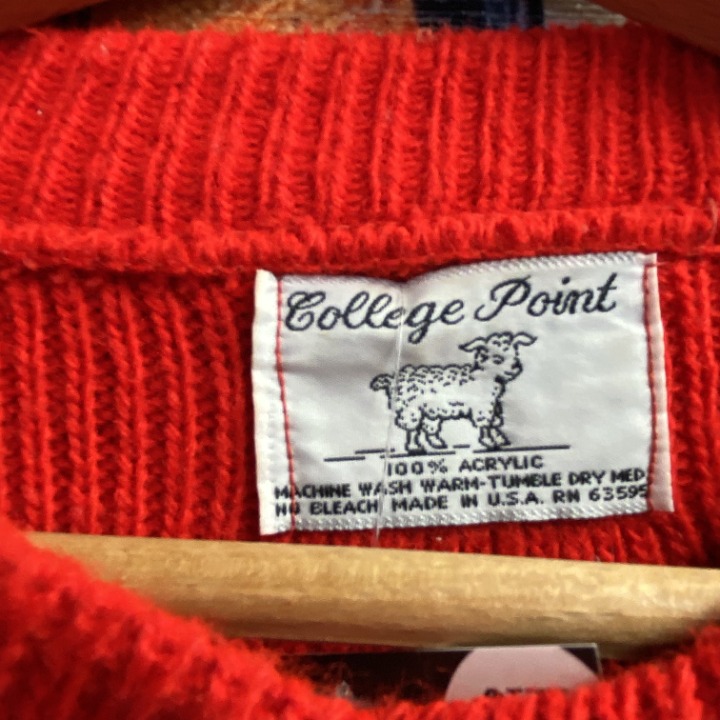 College Point
100% ACRYLIC
MACHINE WASH WARM-TUMBLE DRY MED
NO BLEACH MADE IN U.S.A. RN 63595